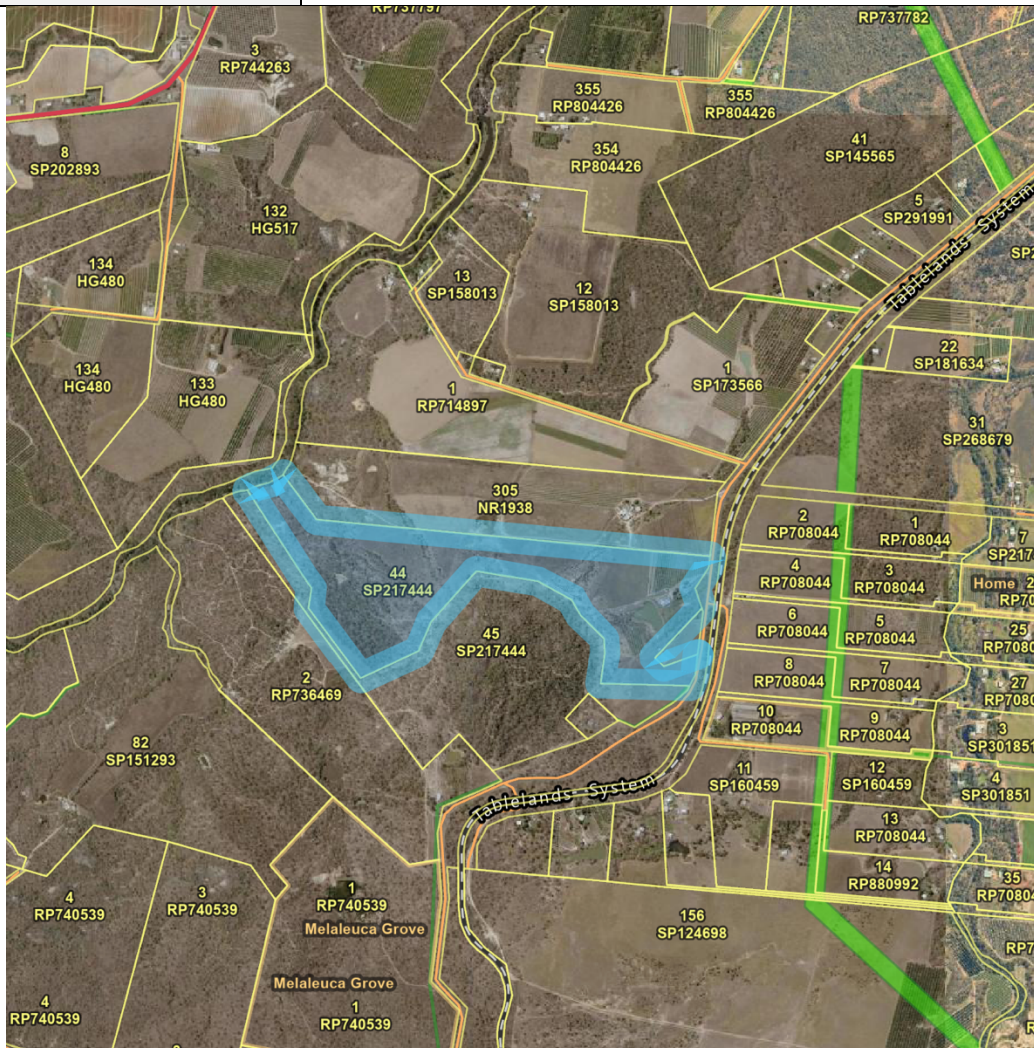 RP737797
RP737782
3
RP744263
355
RP804426
355
RP804426
8
SP202893
354
RP804426
41
SP145565
5
SP291991
132
HG517
134
HG480
13
SP158013
12
SP158013
Tablelands System
22
SP181634
134
HG480
133
HG480
1
RP714897
1
SP173566
31
SP268679
305
NR1938
2
RP708044
1
RP708044
7
44
SP217444
4
RP708044
3
RP708044
Home
45
SP217444
6
RP708044
5
RP708044
25
2
RP736469
8
RP708044
7
RP708044
27
10
RP708044
9
RP708044
3
SP301851
82
SP151293
11
SP160459
12
SP160459
4
SP301851
Tablelands System
13
RP708044
14
RP880992
35
4
RP740539
3
RP740539
1
RP740539
Melaleuca Grove
156
SP124698
Melaleuca Grove
4
RP740539
1
RP740539